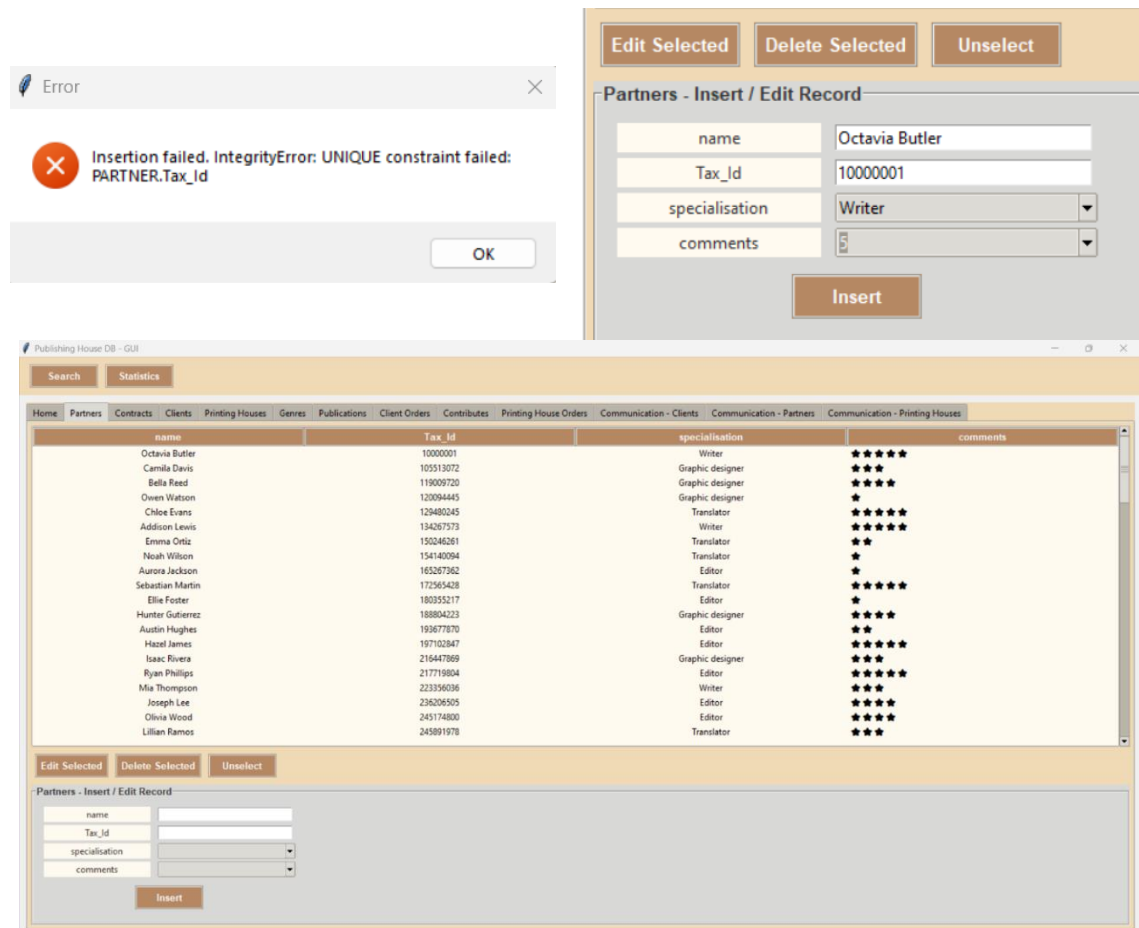 Error
Insertion failed. IntegrityError: UNIQUE constraint failed:
PARTNER.Tax_Id
OK
Edit Selected Delete Selected Unselect
Partners - Insert / Edit Record
name Octavia Butler
Tax_Id 10000001
specialisation Writer
comments 5
Insert
Publishing House DB - GUI
Search Statistics
Home Partners Contracts Clients Printing Houses Genres Publications Client Orders Contributes Printing House Orders Communication - Clients Communication - Partners Communication - Printing Houses
name Tax_Id specialisation comments
Octavia Butler 10000001 Writer ★★★★★
Camila Davis 105513072 Graphic designer ★★★
Bella Reed 119009720 Graphic designer ★★★★
Owen Watson 120094445 Graphic designer ★
Chloe Evans 129480245 Translator ★★★★★
Addison Lewis 134267573 Writer ★★★★★
Emma Ortiz 150246261 Translator ★★
Noah Wilson 154140094 Translator ★
Aurora Jackson 165267362 Editor ★
Sebastian Martin 172565428 Translator ★★★★★
Ellie Foster 180355217 Editor ★
Hunter Gutierrez 188804223 Graphic designer ★★★★
Austin Hughes 193677870 Editor ★★
Hazel James 197102847 Editor ★★★★★
Isaac Rivera 216447869 Graphic designer ★★★
Ryan Phillips 217719804 Editor ★★★★★
Mia Thompson 223356036 Writer ★★★
Joseph Lee 236206505 Editor ★★★★
Olivia Wood 245174800 Editor ★★★★
Lillian Ramos 245891978 Translator ★★★
Edit Selected Delete Selected Unselect
Partners - Insert / Edit Record
name
Tax_Id
specialisation
comments
Insert